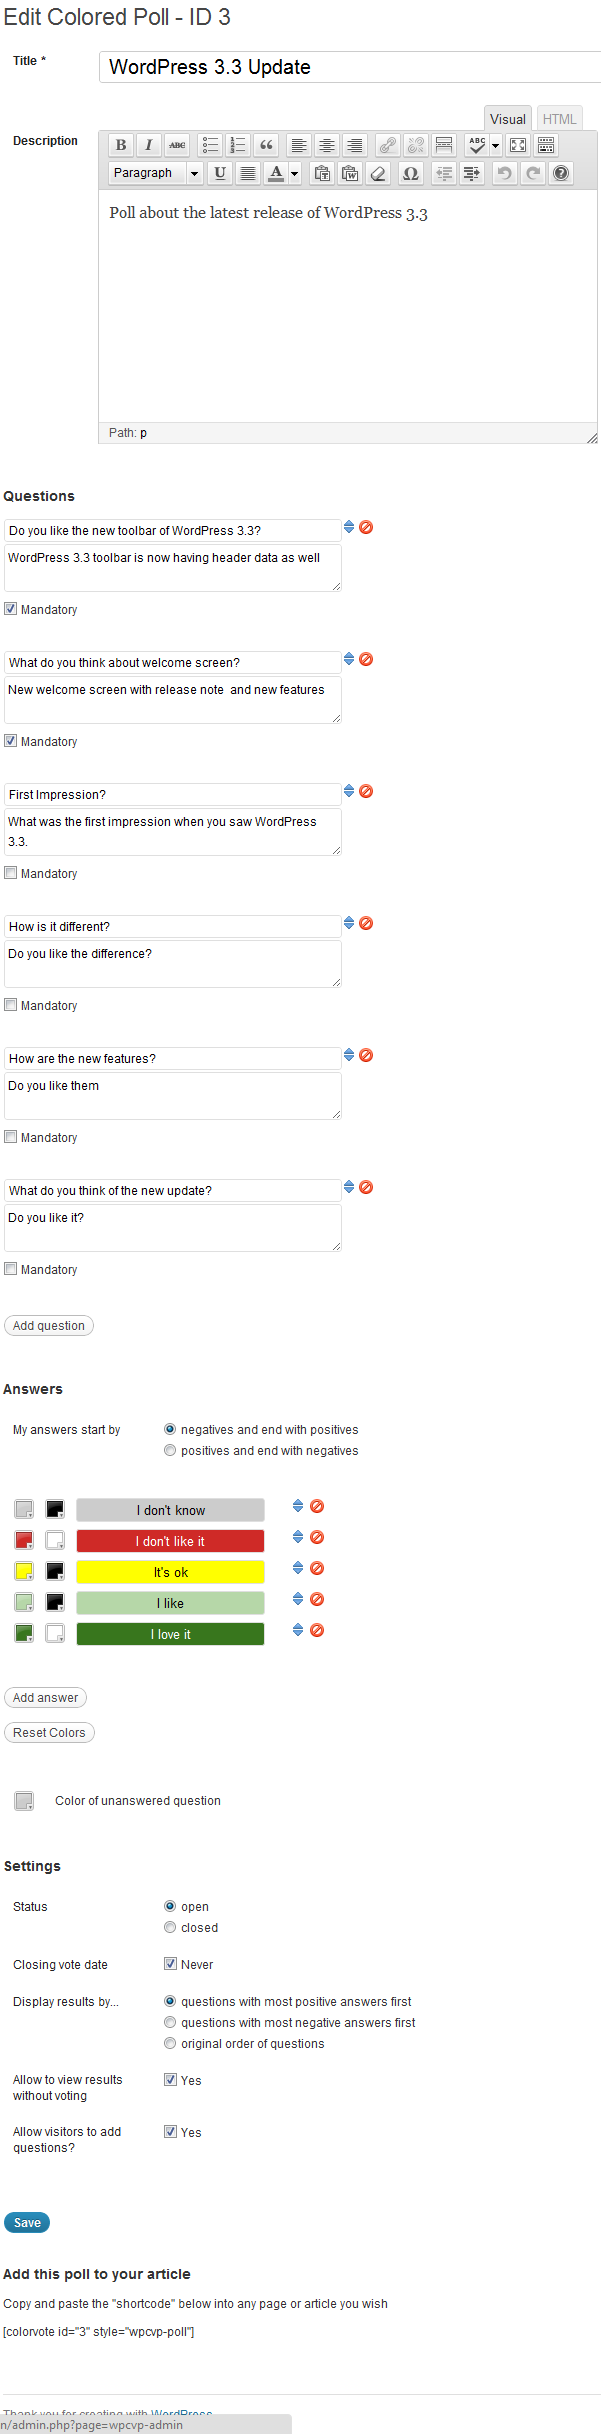 Edit Colored Poll - ID 3
Title *
WordPress 3.3 Update
Visual HTML
Description
B I ABC ABC
Paragraph U A T W Ω ?
Poll about the latest release of WordPress 3.3
Path: p
Questions
Do you like the new toolbar of WordPress 3.3?
WordPress 3.3 toolbar is now having header data as well
Mandatory
What do you think about welcome screen?
New welcome screen with release note  and new features
Mandatory
First Impression?
What was the first impression when you saw WordPress
3.3.
Mandatory
How is it different?
Do you like the difference?
Mandatory
How are the new features?
Do you like them
Mandatory
What do you think of the new update?
Do you like it?
Mandatory
Add question
Answers
My answers start by
negatives and end with positives
positives and end with negatives
I don't know
I don't like it
It's ok
I like
I love it
Add answer
Reset Colors
Color of unanswered question
Settings
Status
open
closed
Closing vote date
Never
Display results by...
questions with most positive answers first
questions with most negative answers first
original order of questions
Allow to view results
without voting
Yes
Allow visitors to add
questions?
Yes
Save
Add this poll to your article
Copy and paste the "shortcode" below into any page or article you wish
[colorvote id="3" style="wpcvp-poll"]
Thank you for creating with WordPress
n/admin.php?page=wpcvp-admin